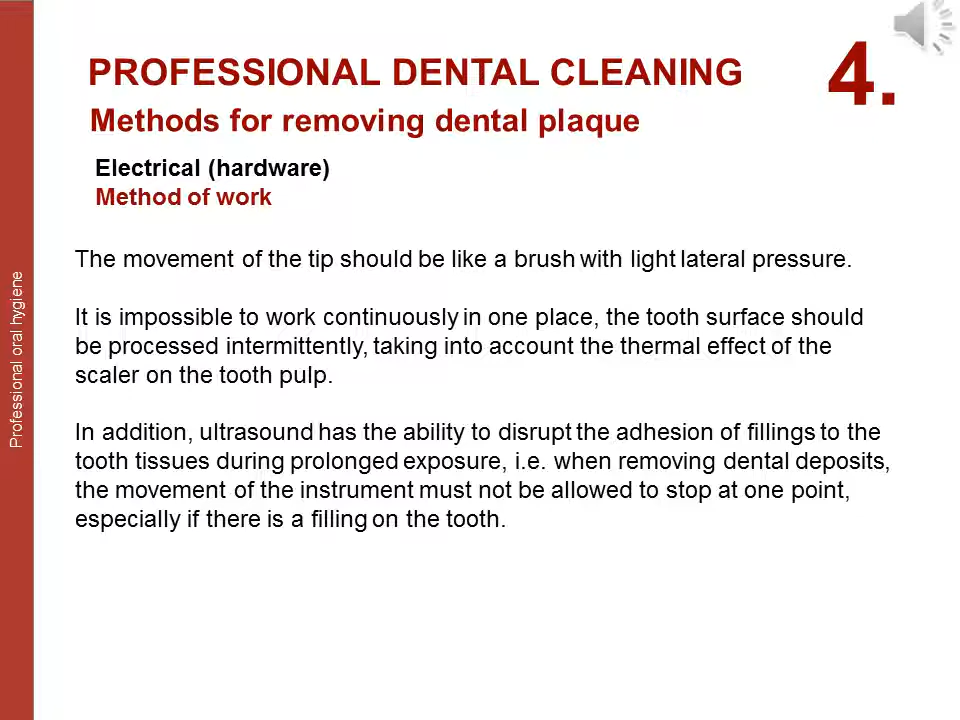 PROFESSIONAL DENTAL CLEANING
4.
Methods for removing dental plaque
Electrical (hardware)
Method of work
The movement of the tip should be like a brush with light lateral pressure.
It is impossible to work continuously in one place, the tooth surface should
be processed intermittently, taking into account the thermal effect of the
scaler on the tooth pulp.
In addition, ultrasound has the ability to disrupt the adhesion of fillings to the
tooth tissues during prolonged exposure, i.e. when removing dental deposits,
the movement of the instrument must not be allowed to stop at one point,
especially if there is a filling on the tooth.
Professional oral hygiene